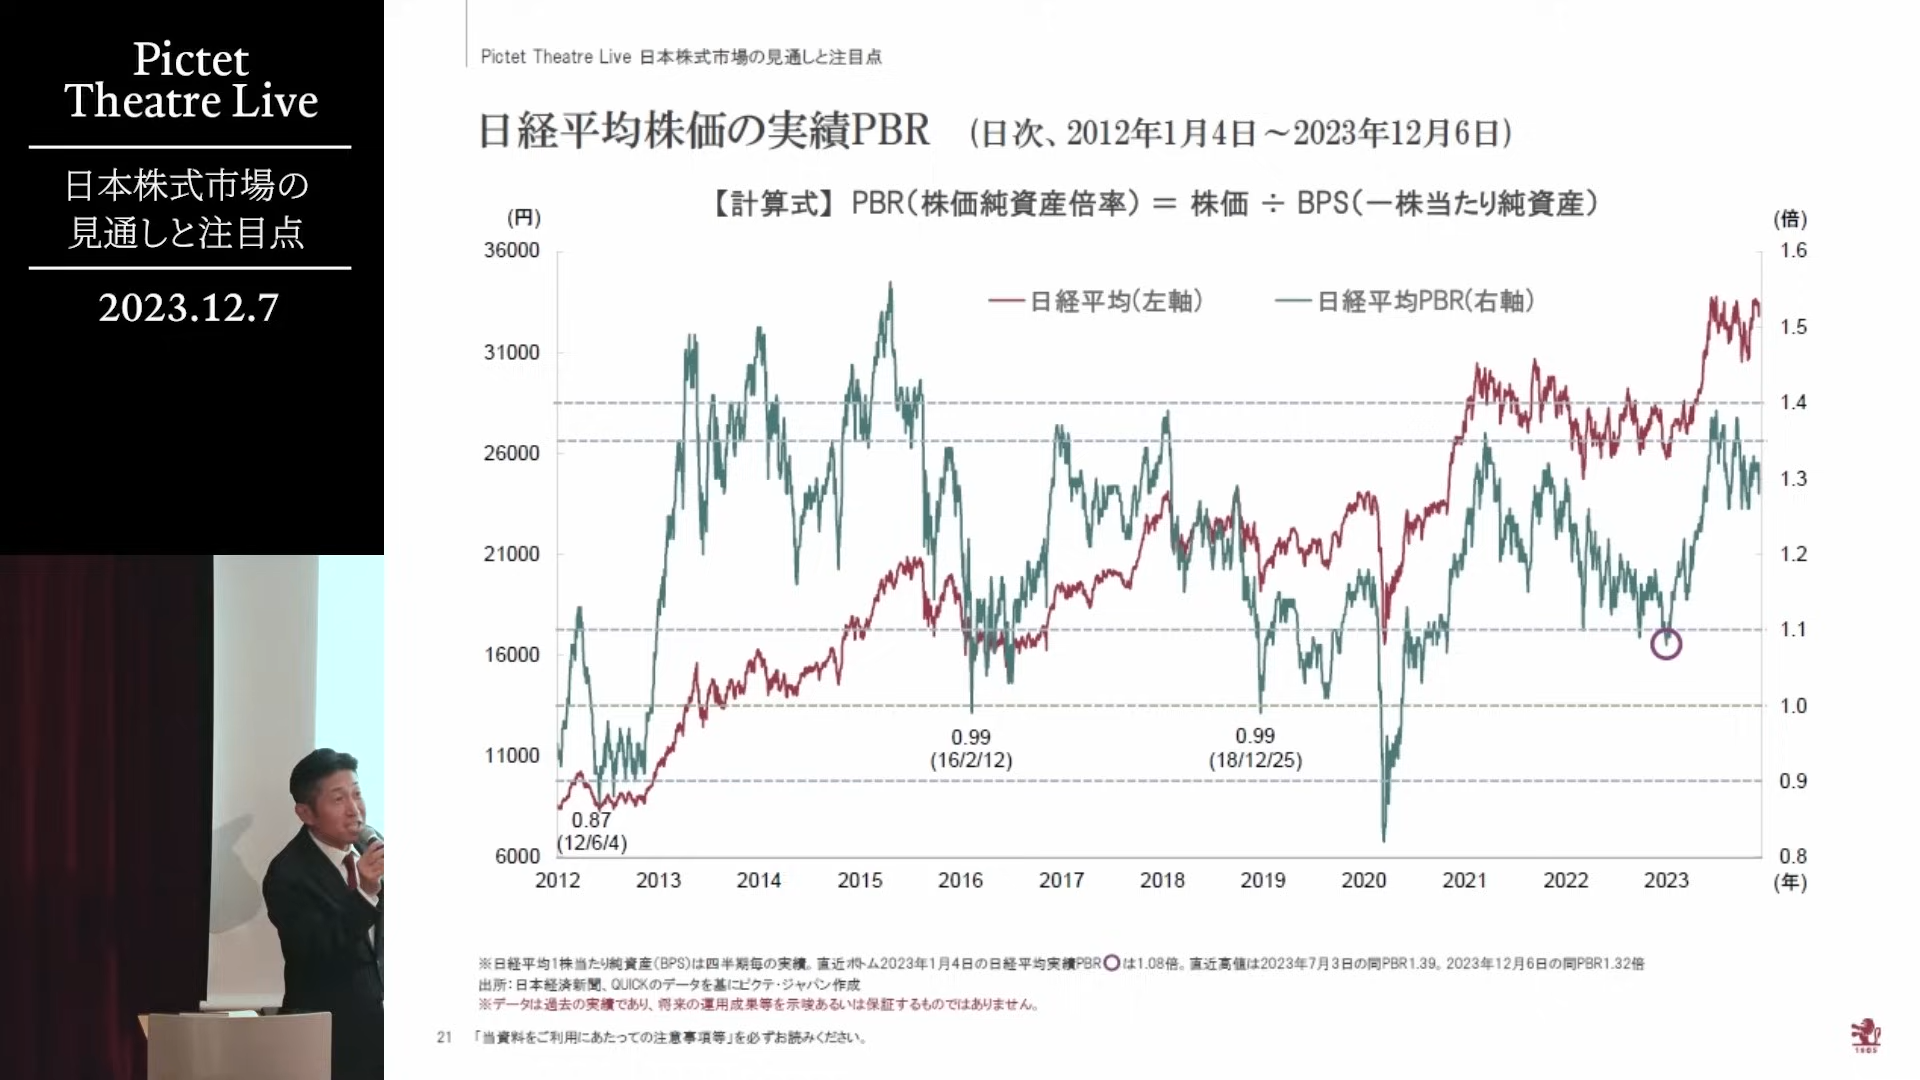 Pictet
Theatre Live
日本株式市場の
見通しと注目点
2023.12.7
Pictet Theatre Live 日本株式市場の見通しと注目点
日経平均株価の実績PBR (日次、2012年1月4日～2023年12月6日)
【計算式】 PBR(株価純資産倍率) ＝ 株価 ÷ BPS(一株当たり純資産)
(円)
(倍)
36000
31000
26000
21000
16000
11000
6000
日経平均(左軸)
日経平均PBR(右軸)
1.6
1.5
1.4
1.3
1.2
1.1
1.0
0.9
0.8
0.87
(12/6/4)
0.99
(16/2/12)
0.99
(18/12/25)
2012 2013 2014 2015 2016 2017 2018 2019 2020 2021 2022 2023 (年)
※日経平均1株当たり純資産(BPS)は四半期毎の実績。直近ボトム2023年1月4日の日経平均実績PBR○は1.08倍。直近高値は2023年7月3日の同PBR1.39。2023年12月6日の同PBR1.32倍
出所：日本経済新聞、QUICKのデータを基にピクテ・ジャパン作成
※データは過去の実績であり、将来の運用成果等を示唆あるいは保証するものではありません。
21 「当資料をご利用にあたっての注意事項等」を必ずお読みください。
1805